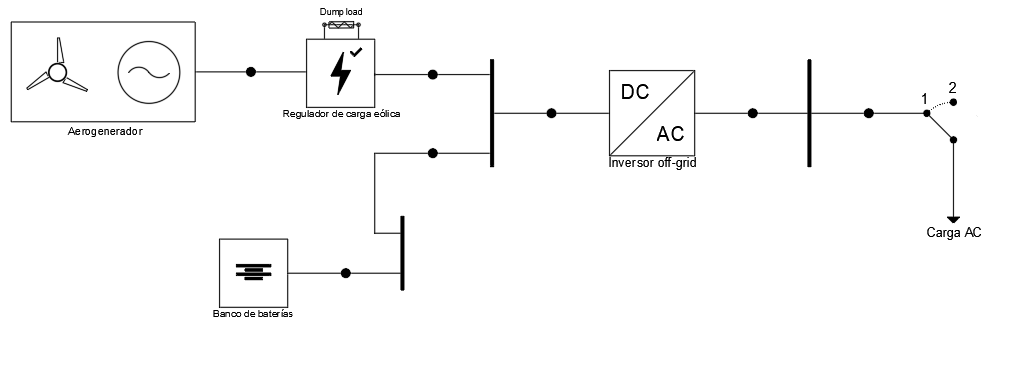 Dump load
Aerogenerador
Regulador de carga eólica
DC
AC
Inversor off-grid
1
2
Carga AC
Banco de baterías